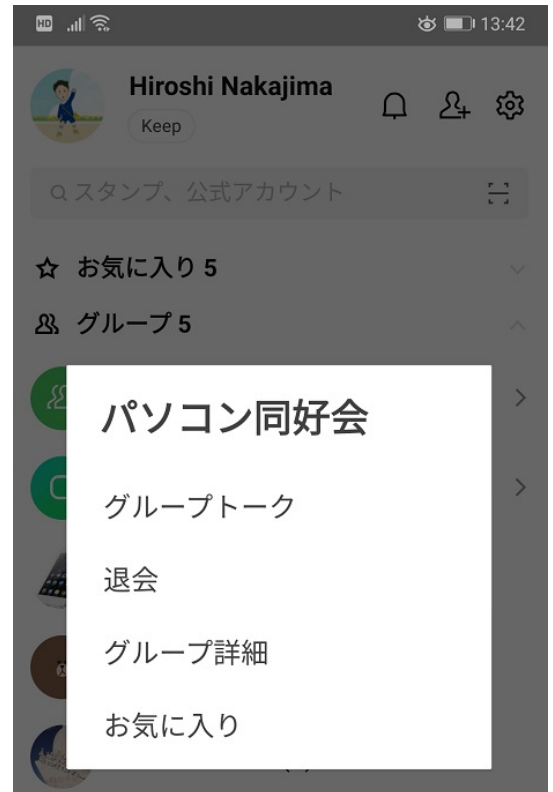 HD
13:42
Hiroshi Nakajima
Keep
スタンプ、公式アカウント
お気に入り 5
グループ 5
パソコン同好会
グループトーク
退会
グループ詳細
お気に入り